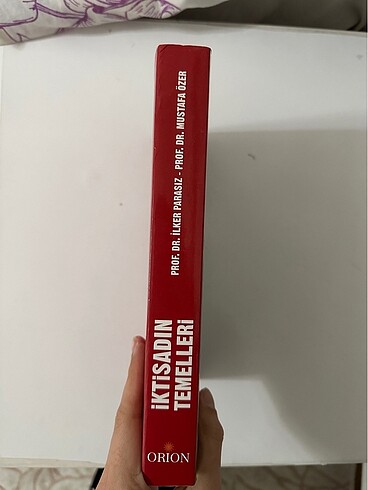 PROF. DR. İLKER PARASIZ - PROF. DR. MUSTAFA ÖZER
İKTİSADIN
TEMELLERİ
ORION